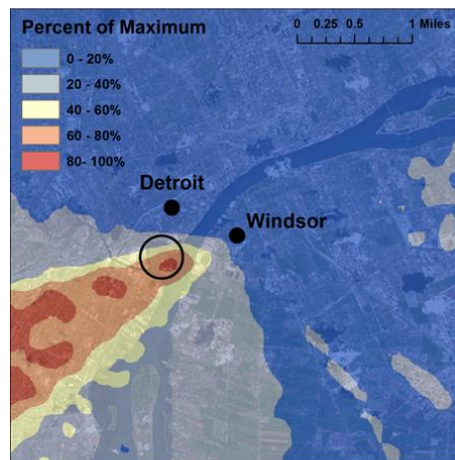 Percent of Maximum
0 - 20%
20 - 40%
40 - 60%
60 - 80%
80- 100%
0 0.25 0.5 1 Miles
Detroit
Windsor